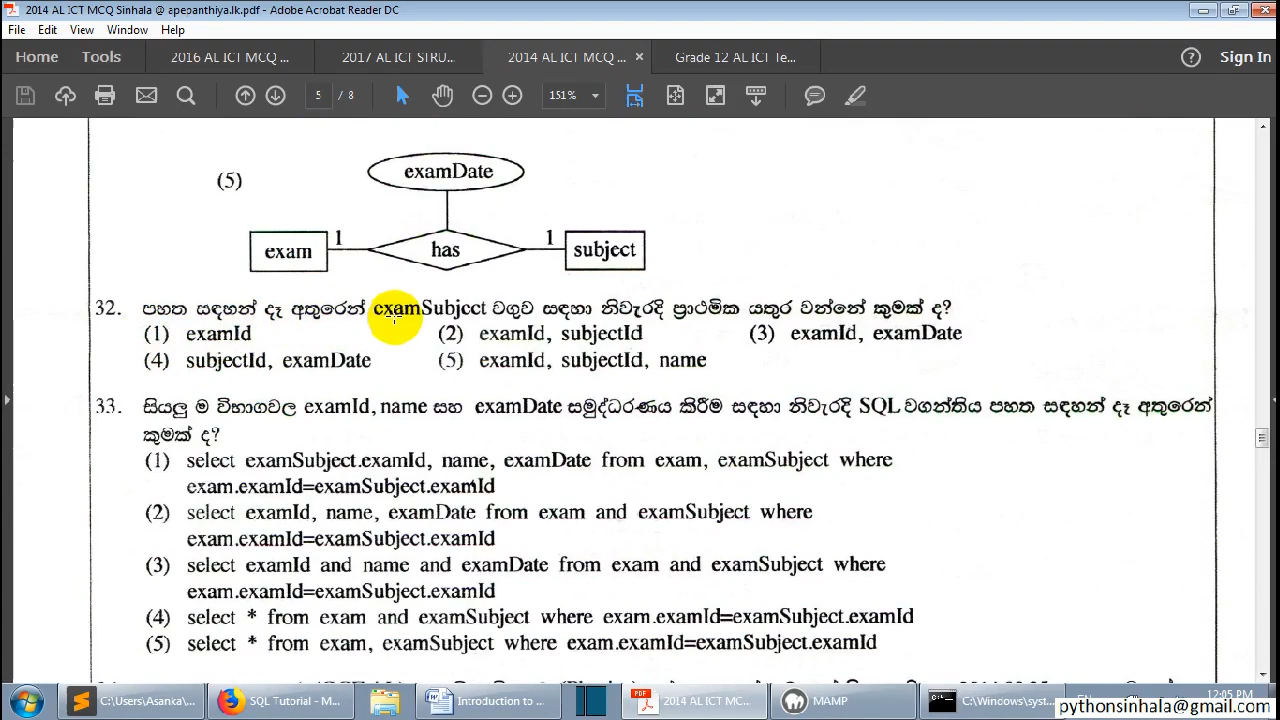 2014 AL ICT MCQ Sinhala @ apepanthiya.lk.pdf - Adobe Acrobat Reader DC
File Edit View Window Help
Home Tools 2016 AL ICT MCQ ... 2017 AL ICT STRU... 2014 AL ICT MCQ ... × Grade 12 AL ICT Te... Sign In
5 / 8 151%
(5) examDate
exam 1 has 1 subject
32. පහත සඳහන් දෑ අතුරෙන් examSubject වගුව සඳහා නිවැරදි ප්‍රාථමික යතුර වන්නේ කුමක් ද?
(1) examId (2) examId, subjectId (3) examId, examDate
(4) subjectId, examDate (5) examId, subjectId, name
33. සියලු ම විභාගවල examId, name සහ examDate සමුද්ධරණය කිරීම සඳහා නිවැරදි SQL වගන්තිය පහත සඳහන් දෑ අතුරෙන්
කුමක් ද?
(1) select examSubject.examId, name, examDate from exam, examSubject where
exam.examId=examSubject.examId
(2) select examId, name, examDate from exam and examSubject where
exam.examId=examSubject.examId
(3) select examId and name and examDate from exam and examSubject where
exam.examId=examSubject.examId
(4) select * from exam and examSubject where exam.examId=examSubject.examId
(5) select * from exam, examSubject where exam.examId=examSubject.examId
C:\Users\Asanka\... SQL Tutorial - M... Introduction to ... 2014 AL ICT MC... MAMP C:\Windows\syst... EN 12:05 PM
pythonsinhala@gmail.com